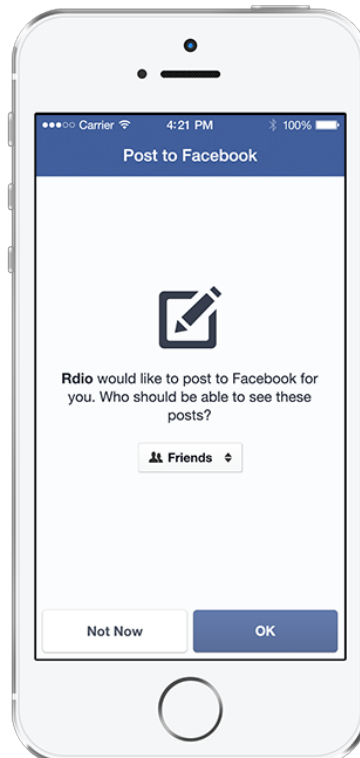 Carrier 4:21 PM 100%
Post to Facebook
Rdio would like to post to Facebook for
you. Who should be able to see these
posts?
Friends
Not Now OK